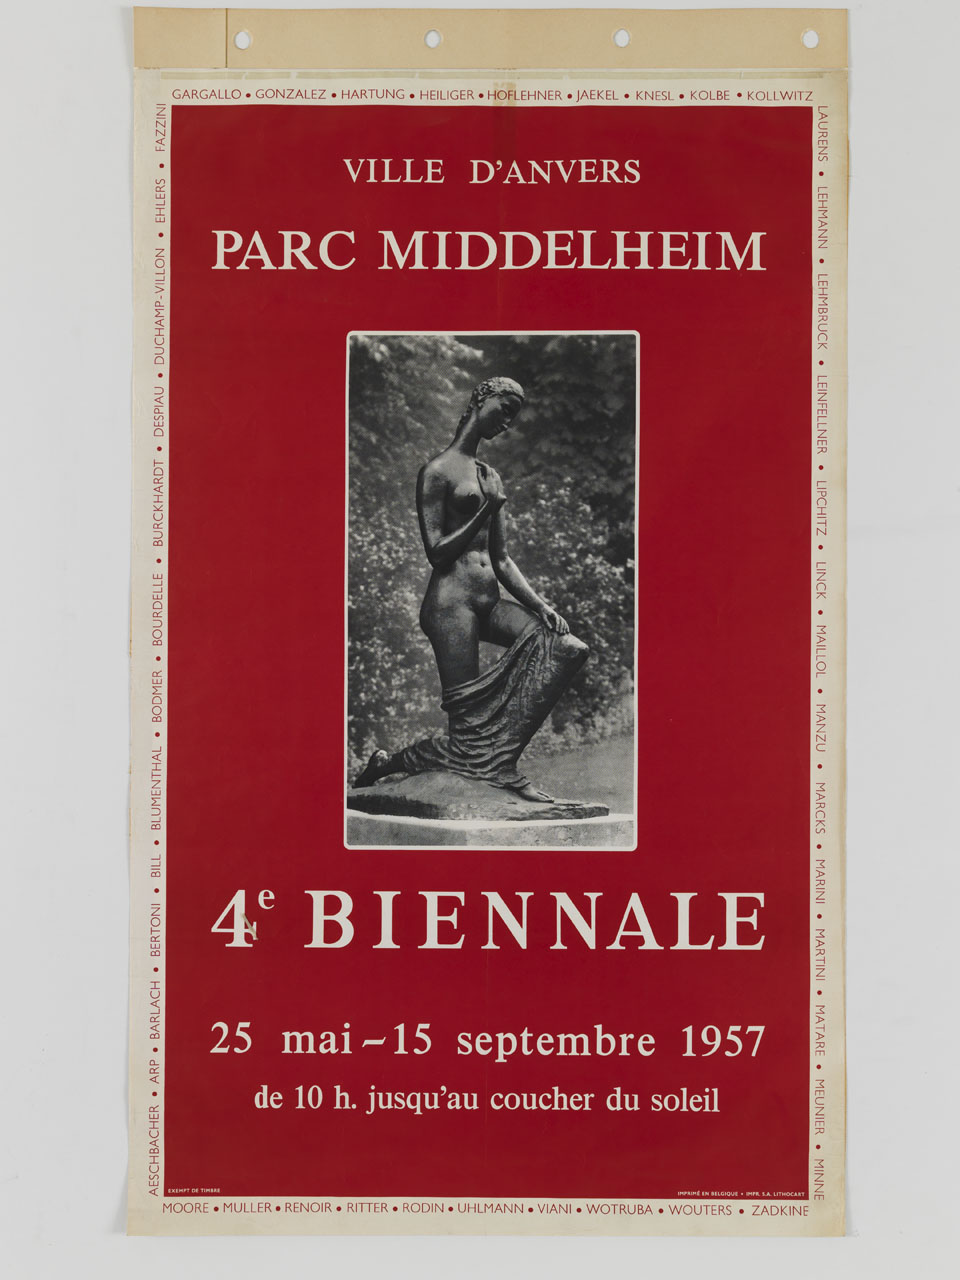 GARGALLO • GONZALEZ • HARTUNG • HEILIGER • HOFLEHNER • JAEKEL • KNESL • KOLBE • KOLLWITZ
LAURENS • LEHMANN • LEHMBRUCK • LEINFELLNER • LIPCHITZ • LINCK • MAILLOL • MANZU • MARCKS • MARINI • MARTINI • MATARE • MEUNIER • MINNE
AESCHBACHER • ARP • BARLACH • BERTONI • BILL • BLUMENTHAL • BODMER • BOURDELLE • BURCKHARDT • DESPIAU • DUCHAMP-VILLON • EHLERS • FAZZINI
VILLE D'ANVERS
PARC MIDDELHEIM
4e BIENNALE
25 mai – 15 septembre 1957
de 10 h. jusqu'au coucher du soleil
EXEMPT DE TIMBRE
IMPRIMÉ EN BELGIQUE • IMPR. S.A. LITHOCART
MOORE • MULLER • RENOIR • RITTER • RODIN • UHLMANN • VIANI • WOTRUBA • WOUTERS • ZADKINE